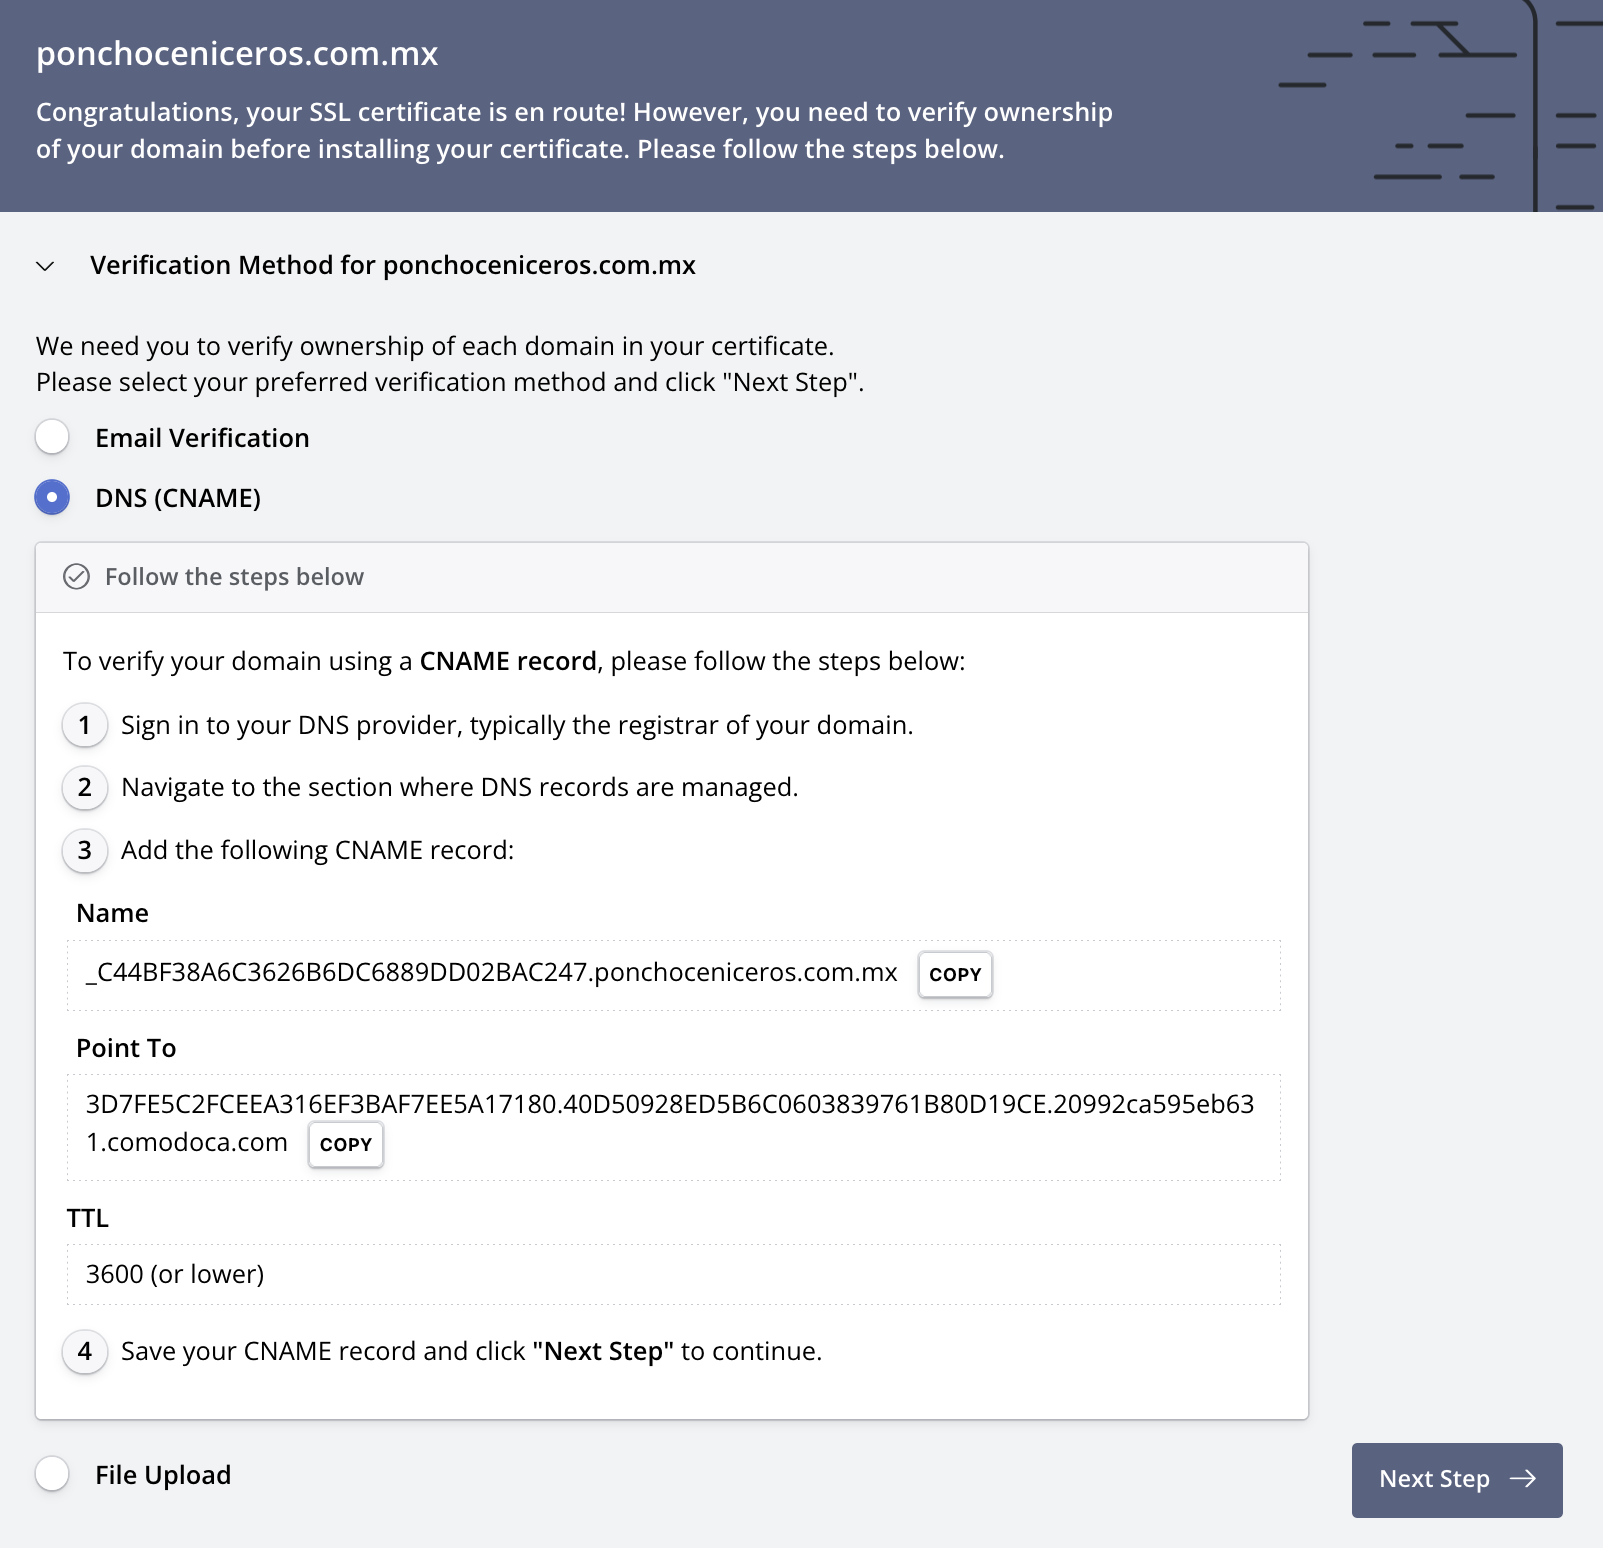 ponchoceniceros.com.mx
Congratulations, your SSL certificate is en route! However, you need to verify ownership
of your domain before installing your certificate. Please follow the steps below.
Verification Method for ponchoceniceros.com.mx
We need you to verify ownership of each domain in your certificate.
Please select your preferred verification method and click "Next Step".
Email Verification
DNS (CNAME)
Follow the steps below
To verify your domain using a CNAME record, please follow the steps below:
1 Sign in to your DNS provider, typically the registrar of your domain.
2 Navigate to the section where DNS records are managed.
3 Add the following CNAME record:
Name
_C44BF38A6C3626B6DC6889DD02BAC247.ponchoceniceros.com.mx COPY
Point To
3D7FE5C2FCEEA316EF3BAF7EE5A17180.40D50928ED5B6C0603839761B80D19CE.20992ca595eb63
1.comodoca.com COPY
TTL
3600 (or lower)
4 Save your CNAME record and click "Next Step" to continue.
File Upload
Next Step